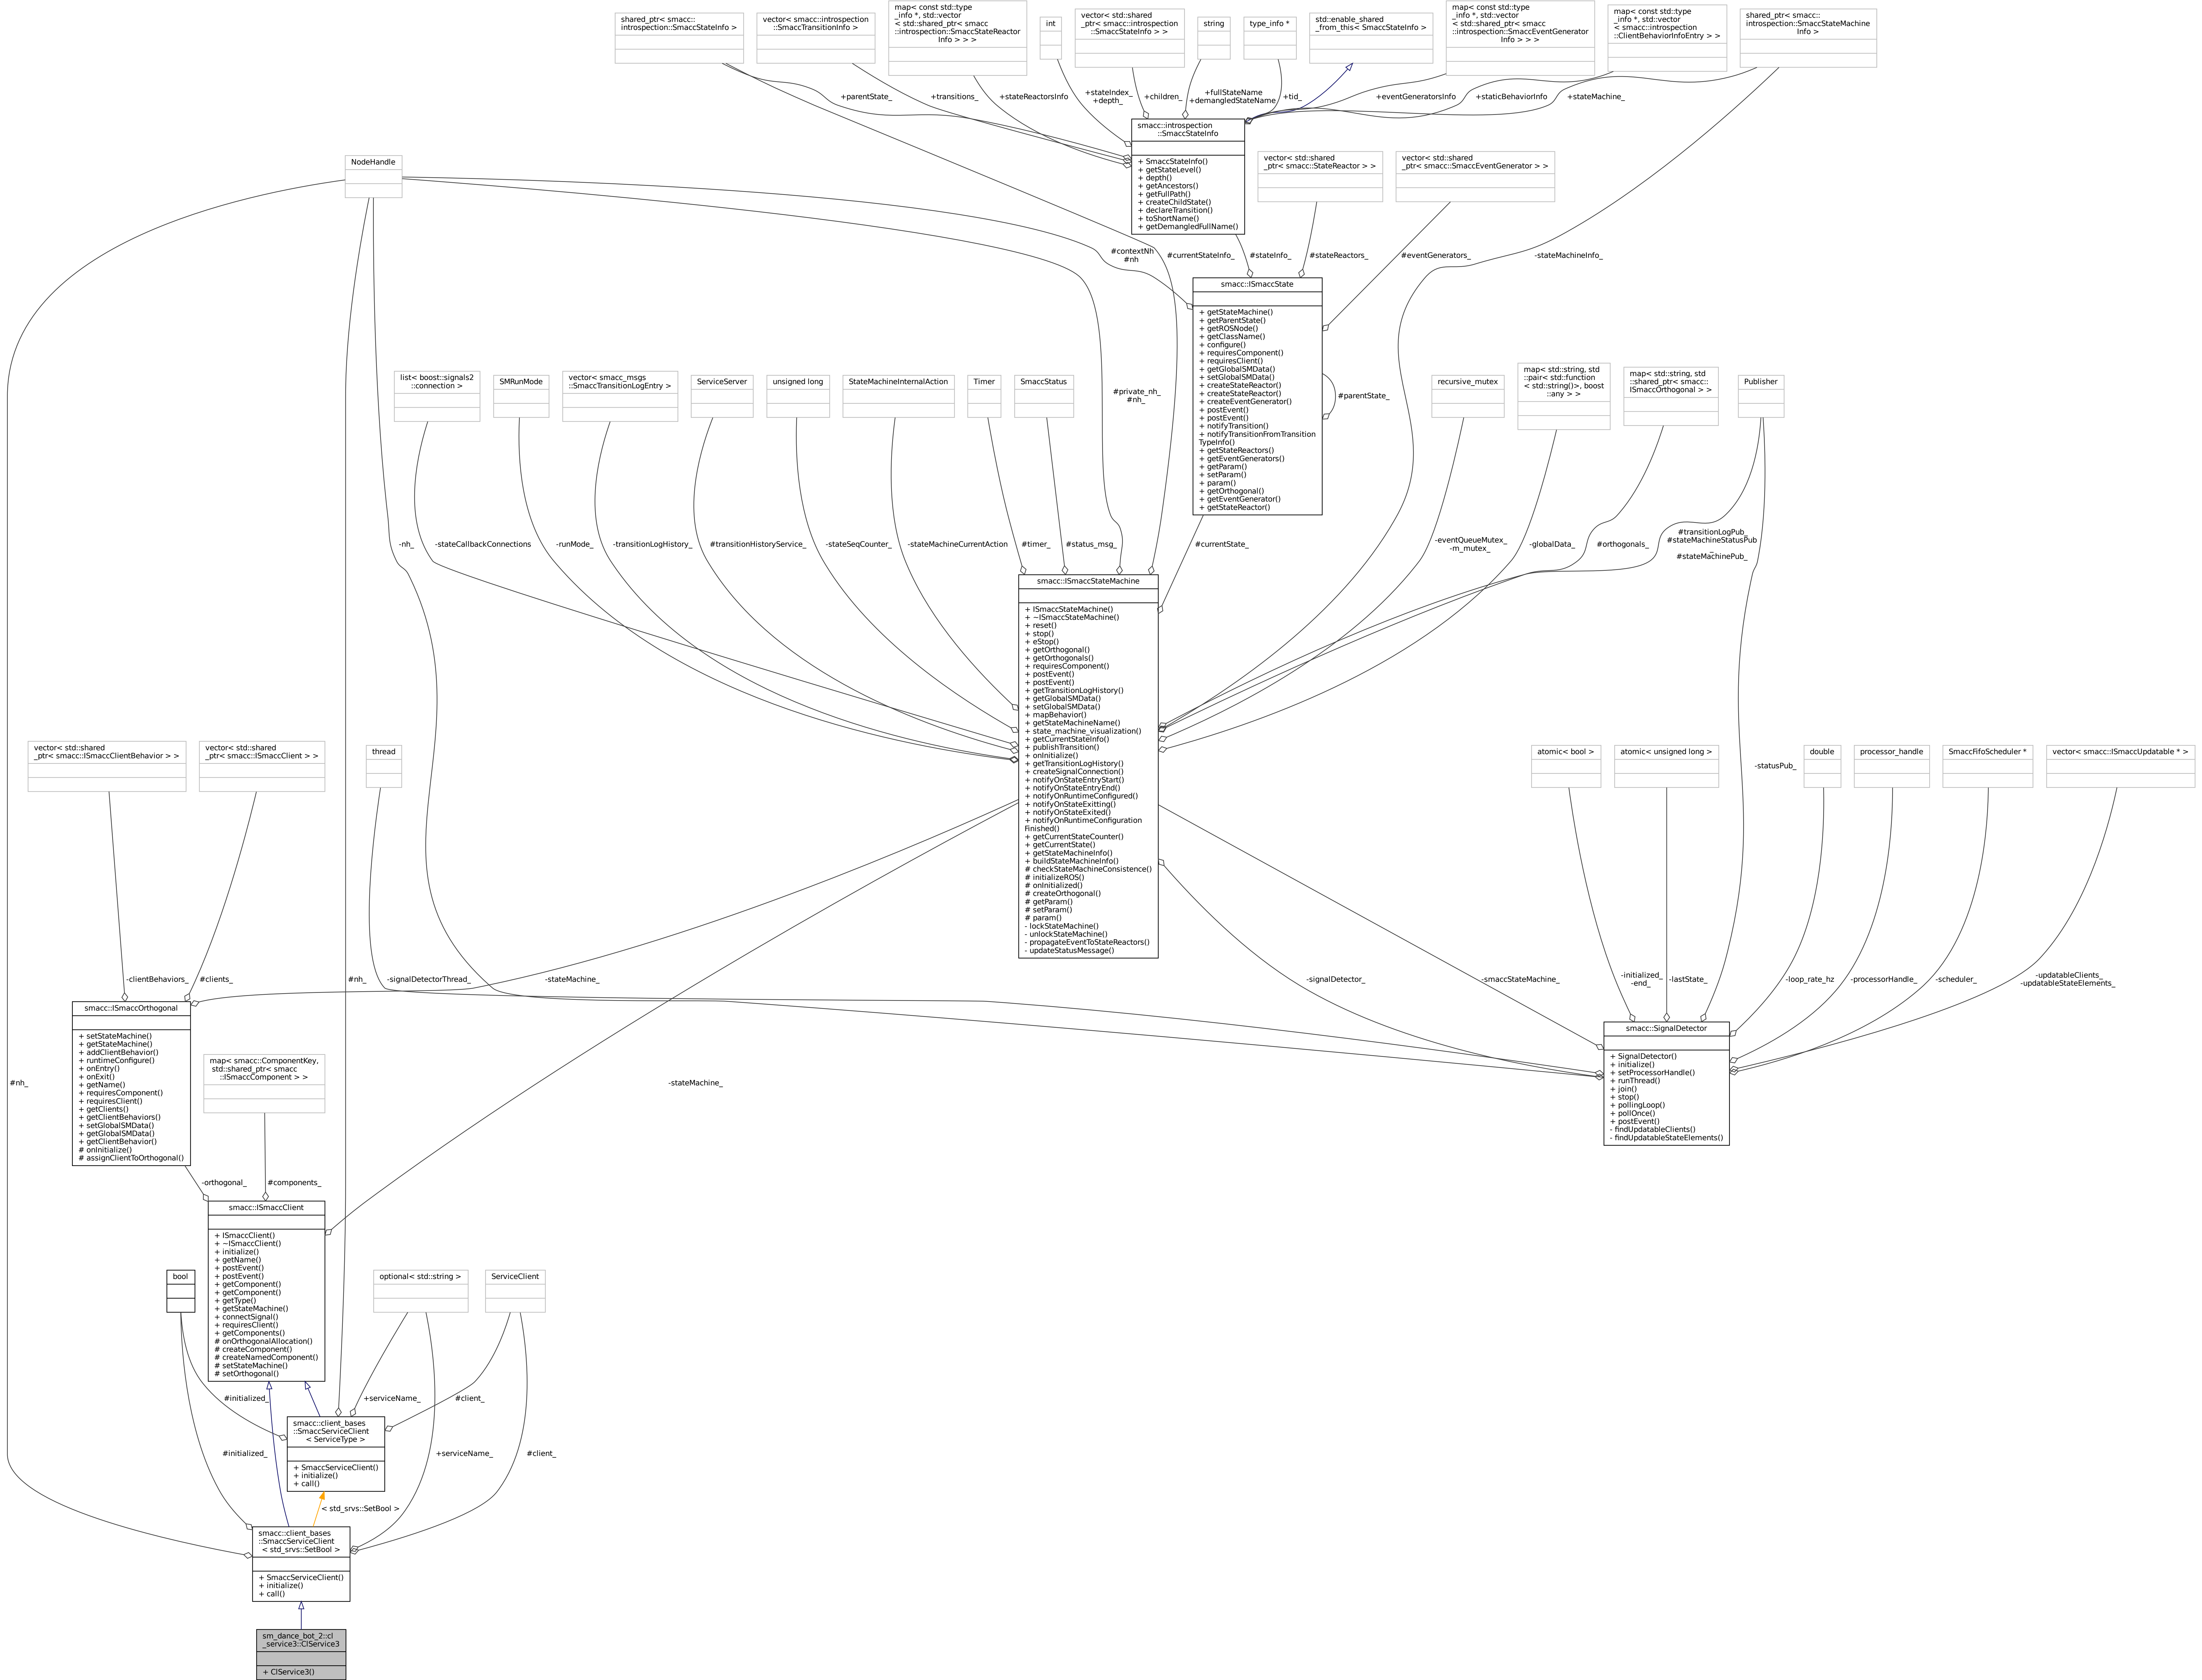 shared_ptr< smacc::
introspection::SmaccStateInfo >
vector< smacc::introspection
::SmaccTransitionInfo >
map< const std::type
_info *, std::vector
< std::shared_ptr< smacc
::introspection::SmaccStateReactor
Info > > >
int
vector< std::shared
_ptr< smacc::introspection
::SmaccStateInfo > >
string
type_info *
std::enable_shared
_from_this< SmaccStateInfo >
map< const std::type
_info *, std::vector
< std::shared_ptr< smacc
::introspection::SmaccEventGenerator
Info > > >
map< const std::type
_info *, std::vector
< smacc::introspection
::ClientBehaviorInfoEntry > >
shared_ptr< smacc::
introspection::SmaccStateMachine
Info >
+parentState_
+transitions_
+stateReactorsInfo
+stateIndex_
+depth_
+children_
+fullStateName
+demangledStateName
+tid_
+eventGeneratorsInfo
+staticBehaviorInfo
+stateMachine_
smacc::introspection
::SmaccStateInfo
+ SmaccStateInfo()
+ getStateLevel()
+ depth()
+ getAncestors()
+ getFullPath()
+ createChildState()
+ declareTransition()
+ toShortName()
+ getDemangledFullName()
NodeHandle
vector< std::shared
_ptr< smacc::StateReactor > >
vector< std::shared
_ptr< smacc::SmaccEventGenerator > >
#contextNh
#nh
#currentStateInfo_
#stateInfo_
#stateReactors_
#eventGenerators_
-stateMachineInfo_
smacc::ISmaccState
+ getStateMachine()
+ getParentState()
+ getROSNode()
+ getClassName()
+ configure()
+ requiresComponent()
+ requiresClient()
+ getGlobalSMData()
+ setGlobalSMData()
+ createStateReactor()
+ createStateReactor()
+ createEventGenerator()
+ postEvent()
+ postEvent()
+ notifyTransition()
+ notifyTransitionFromTransition
TypeInfo()
+ getStateReactors()
+ getEventGenerators()
+ getParam()
+ setParam()
+ param()
+ getOrthogonal()
+ getEventGenerator()
+ getStateReactor()
#parentState_
list< boost::signals2
::connection >
SMRunMode
vector< smacc_msgs
::SmaccTransitionLogEntry >
ServiceServer
unsigned long
StateMachineInternalAction
Timer
SmaccStatus
#private_nh_
#nh_
recursive_mutex
map< std::string, std
::pair< std::function
< std::string()>, boost
::any > >
map< std::string, std
::shared_ptr< smacc::
ISmaccOrthogonal > >
Publisher
-nh_
-stateCallbackConnections
-runMode_
-transitionLogHistory_
#transitionHistoryService_
-stateSeqCounter_
-stateMachineCurrentAction
#timer_
#status_msg_
#currentState_
-eventQueueMutex_
-m_mutex_
-globalData_
#orthogonals_
#transitionLogPub_
#stateMachineStatusPub
_
#stateMachinePub_
smacc::ISmaccStateMachine
+ ISmaccStateMachine()
+ ~ISmaccStateMachine()
+ reset()
+ stop()
+ eStop()
+ getOrthogonal()
+ getOrthogonals()
+ requiresComponent()
+ postEvent()
+ postEvent()
+ getTransitionLogHistory()
+ getGlobalSMData()
+ setGlobalSMData()
+ mapBehavior()
+ getStateMachineName()
+ state_machine_visualization()
+ getCurrentStateInfo()
+ publishTransition()
+ onInitialize()
+ getTransitionLogHistory()
+ createSignalConnection()
+ notifyOnStateEntryStart()
+ notifyOnStateEntryEnd()
+ notifyOnRuntimeConfigured()
+ notifyOnStateExitting()
+ notifyOnStateExited()
+ notifyOnRuntimeConfiguration
Finished()
+ getCurrentStateCounter()
+ getCurrentState()
+ getStateMachineInfo()
+ buildStateMachineInfo()
# checkStateMachineConsistence()
# initializeROS()
# onInitialized()
# createOrthogonal()
# getParam()
# setParam()
# param()
- lockStateMachine()
- unlockStateMachine()
- propagateEventToStateReactors()
- updateStatusMessage()
vector< std::shared
_ptr< smacc::ISmaccClientBehavior > >
vector< std::shared
_ptr< smacc::ISmaccClient > >
thread
-statusPub_
atomic< bool >
atomic< unsigned long >
double
processor_handle
SmaccFifoScheduler *
vector< smacc::ISmaccUpdatable * >
-clientBehaviors_
#clients_
#nh_
-signalDetectorThread_
-stateMachine_
-signalDetector_
-smaccStateMachine_
-initialized_
-end_
-lastState_
-loop_rate_hz
-processorHandle_
-scheduler_
-updatableClients_
-updatableStateElements_
smacc::ISmaccOrthogonal
+ setStateMachine()
+ getStateMachine()
+ addClientBehavior()
+ runtimeConfigure()
+ onEntry()
+ onExit()
+ getName()
+ requiresComponent()
+ requiresClient()
+ getClients()
+ getClientBehaviors()
+ setGlobalSMData()
+ getGlobalSMData()
+ getClientBehavior()
# onInitialize()
# assignClientToOrthogonal()
smacc::SignalDetector
+ SignalDetector()
+ initialize()
+ setProcessorHandle()
+ runThread()
+ join()
+ stop()
+ pollingLoop()
+ pollOnce()
+ postEvent()
- findUpdatableClients()
- findUpdatableStateElements()
map< smacc::ComponentKey,
std::shared_ptr< smacc
::ISmaccComponent > >
#nh_
-stateMachine_
-orthogonal_
#components_
smacc::ISmaccClient
+ ISmaccClient()
+ ~ISmaccClient()
+ initialize()
+ getName()
+ postEvent()
+ postEvent()
+ getComponent()
+ getComponent()
+ getType()
+ getStateMachine()
+ connectSignal()
+ requiresClient()
+ getComponents()
# onOrthogonalAllocation()
# createComponent()
# createNamedComponent()
# setStateMachine()
# setOrthogonal()
bool
optional< std::string >
ServiceClient
#initialized_
+serviceName_
#client_
smacc::client_bases
::SmaccServiceClient
< ServiceType >
+ SmaccServiceClient()
+ initialize()
+ call()
#initialized_
+serviceName_
#client_
< std_srvs::SetBool >
smacc::client_bases
::SmaccServiceClient
< std_srvs::SetBool >
+ SmaccServiceClient()
+ initialize()
+ call()
sm_dance_bot_2::cl
_service3::ClService3
+ ClService3()